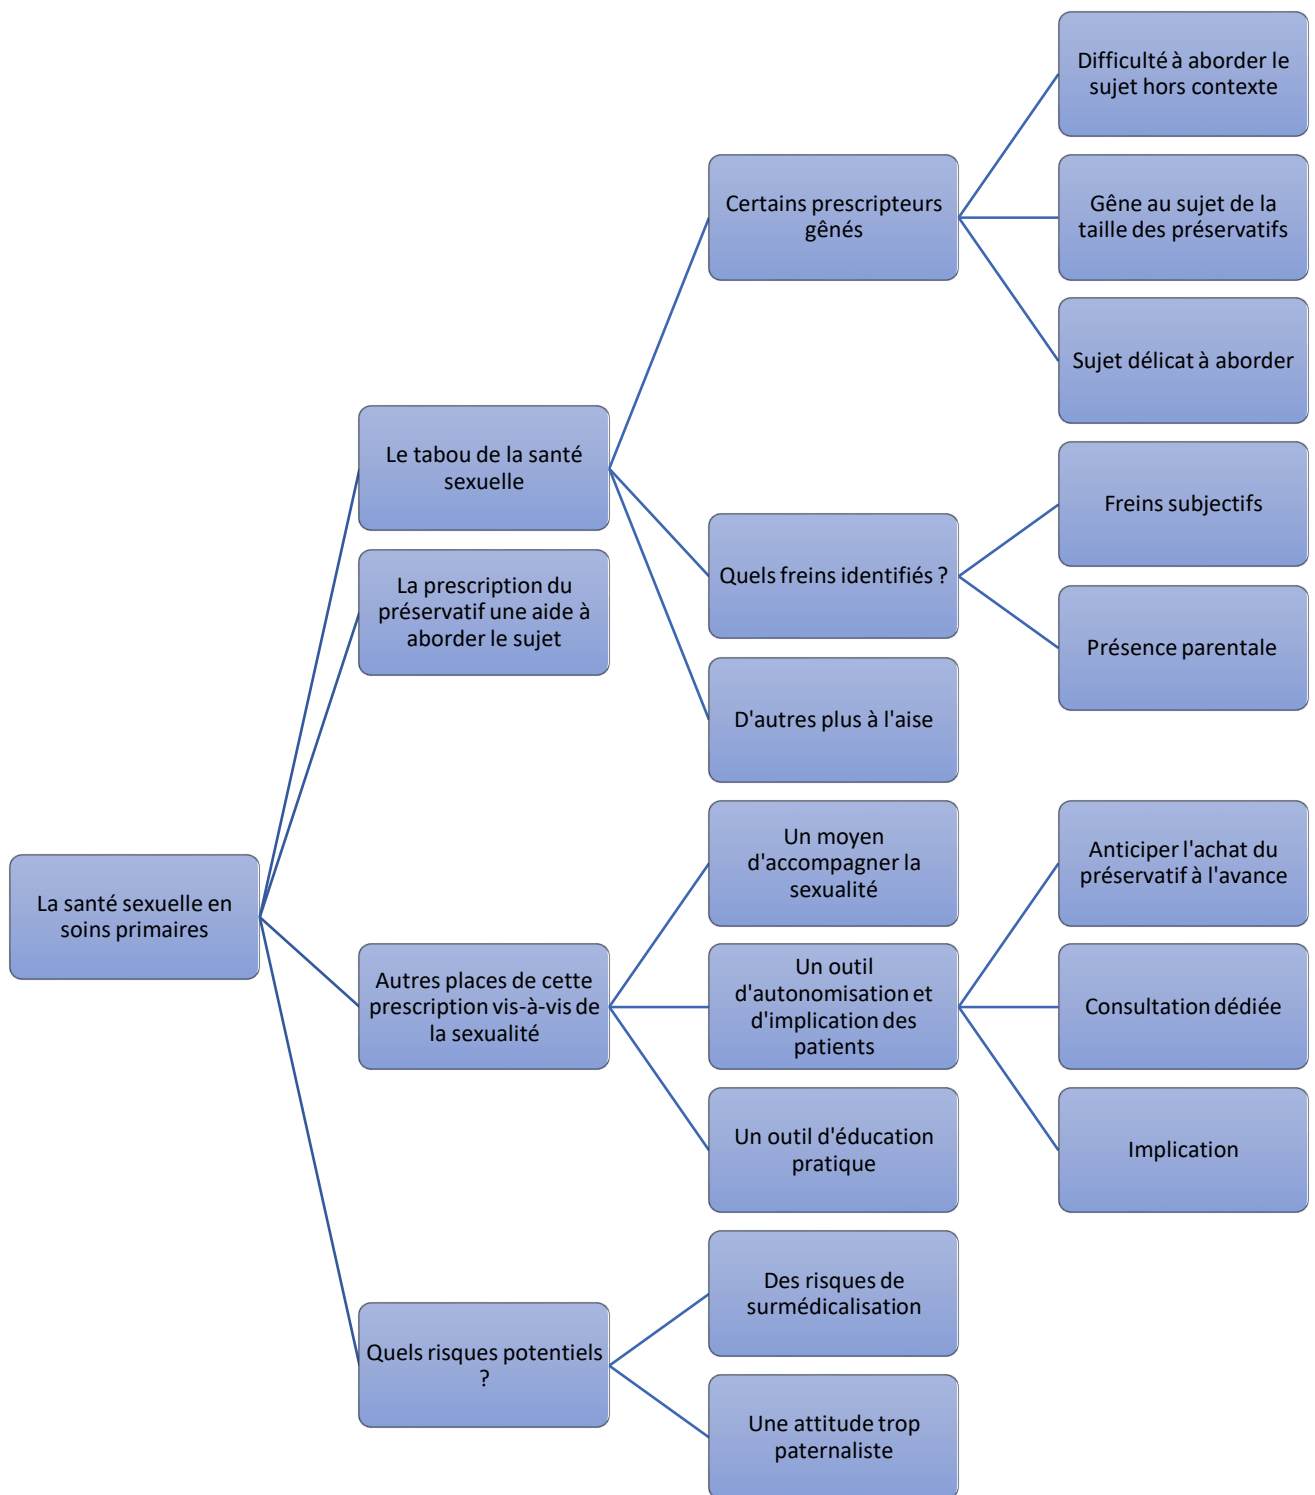 La santé sexuelle en
soins primaires
Le tabou de la santé
sexuelle
Certains prescripteurs
gênés
Difficulté à aborder le
sujet hors contexte
Gêne au sujet de la
taille des préservatifs
Sujet délicat à aborder
Quels freins identifiés ?
Freins subjectifs
Présence parentale
D'autres plus à l'aise
La prescription du
préservatif une aide à
aborder le sujet
Autres places de cette
prescription vis-à-vis de
la sexualité
Un moyen
d'accompagner la
sexualité
Un outil
d'autonomisation et
d'implication des
patients
Anticiper l'achat du
préservatif à l'avance
Consultation dédiée
Implication
Un outil d'éducation
pratique
Quels risques potentiels
?
Des risques de
surmédicalisation
Une attitude trop
paternaliste